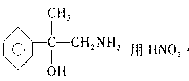 CH₃
C—CH₂NH₂ 用 HNO₂
OH